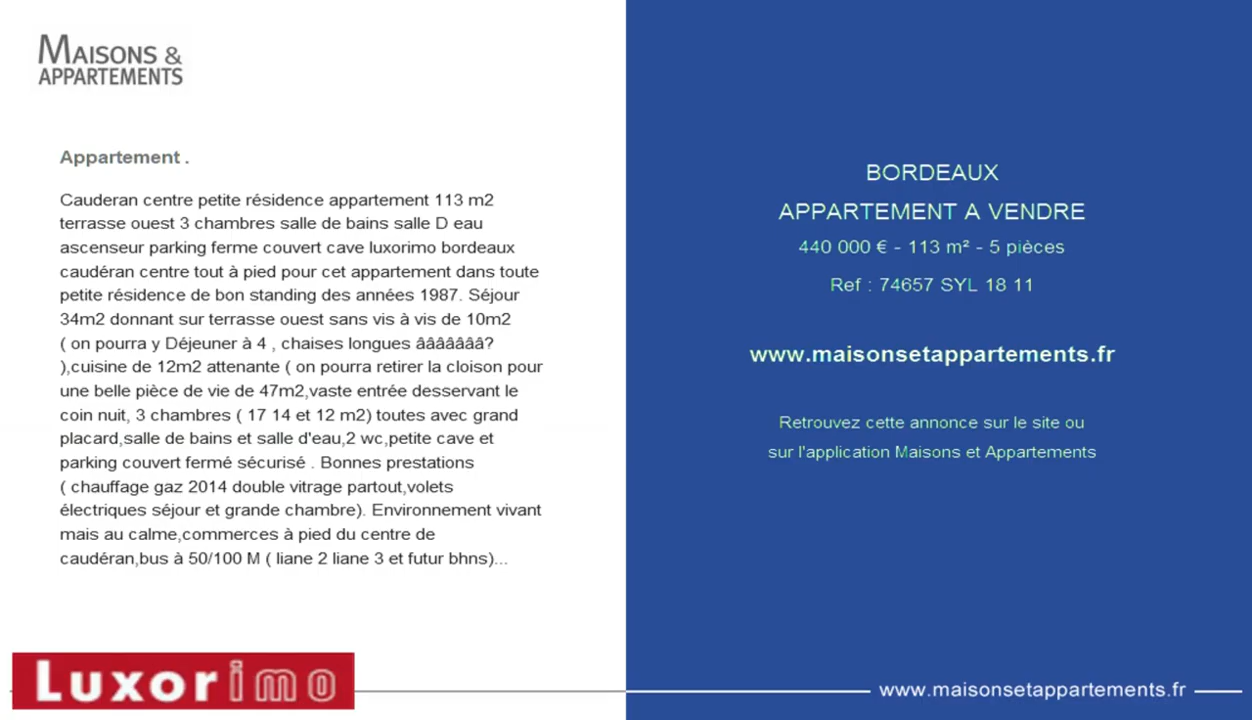 MAISONS &
APPARTEMENTS
Appartement .
Cauderan centre petite résidence appartement 113 m2
terrasse ouest 3 chambres salle de bains salle D eau
ascenseur parking ferme couvert cave luxorimo bordeaux
caudéran centre tout à pied pour cet appartement dans toute
petite résidence de bon standing des années 1987. Séjour
34m2 donnant sur terrasse ouest sans vis à vis de 10m2
( on pourra y Déjeuner à 4 , chaises longues âââââââ?
),cuisine de 12m2 attenante ( on pourra retirer la cloison pour
une belle pièce de vie de 47m2,vaste entrée desservant le
coin nuit, 3 chambres ( 17 14 et 12 m2) toutes avec grand
placard,salle de bains et salle d'eau,2 wc,petite cave et
parking couvert fermé sécurisé . Bonnes prestations
( chauffage gaz 2014 double vitrage partout,volets
électriques séjour et grande chambre). Environnement vivant
mais au calme,commerces à pied du centre de
caudéran,bus à 50/100 M ( liane 2 liane 3 et futur bhns)...
Luxorimo
BORDEAUX
APPARTEMENT A VENDRE
440 000 € - 113 m² - 5 pièces
Ref : 74657 SYL 18 11
www.maisonsetappartements.fr
Retrouvez cette annonce sur le site ou
sur l'application Maisons et Appartements
www.maisonsetappartements.fr